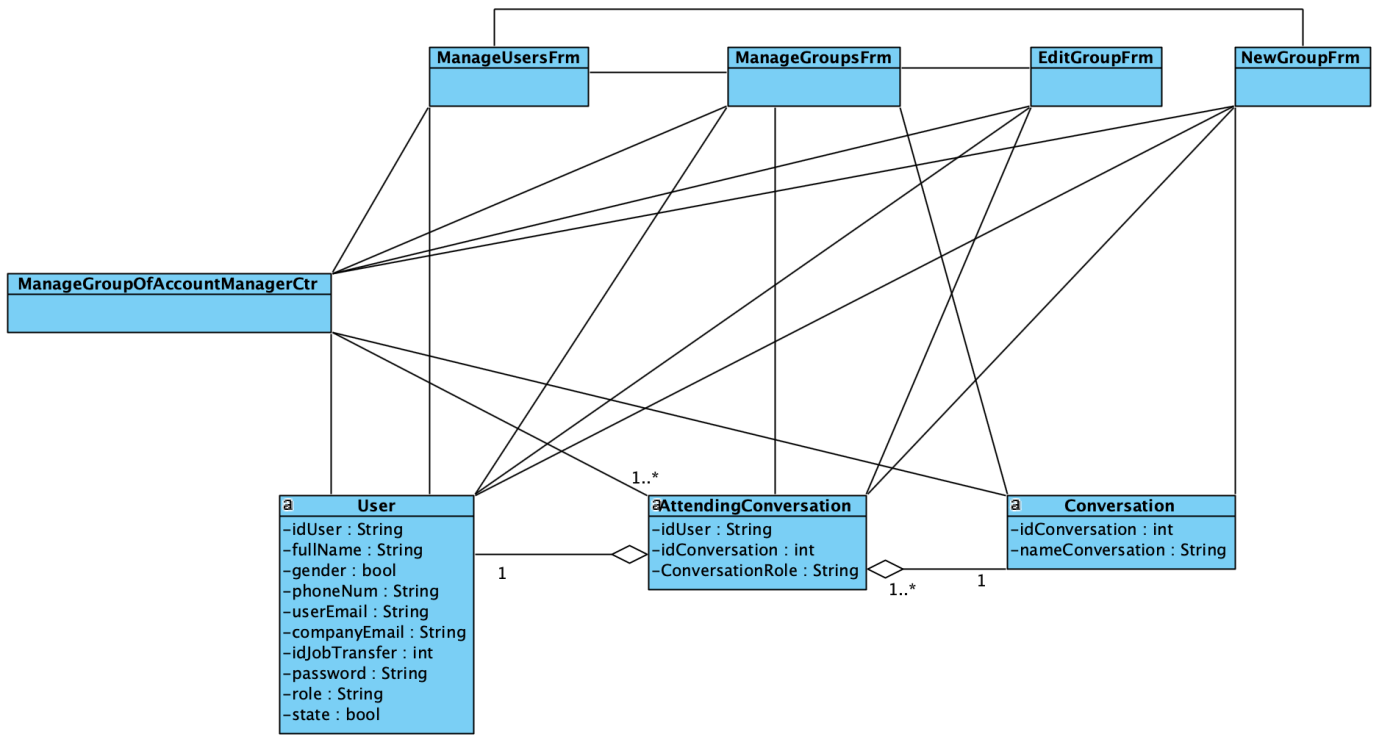 ManageUsersFrm
ManageGroupsFrm
EditGroupFrm
NewGroupFrm
ManageGroupOfAccountManagerCtr
1..*
a
User
-idUser : String
-fullName : String
-gender : bool
-phoneNum : String
-userEmail : String
-companyEmail : String
-idJobTransfer : int
-password : String
-role : String
-state : bool
1
a
AttendingConversation
-idUser : String
-idConversation : int
-ConversationRole : String
1..*
1
a
Conversation
-idConversation : int
-nameConversation : String